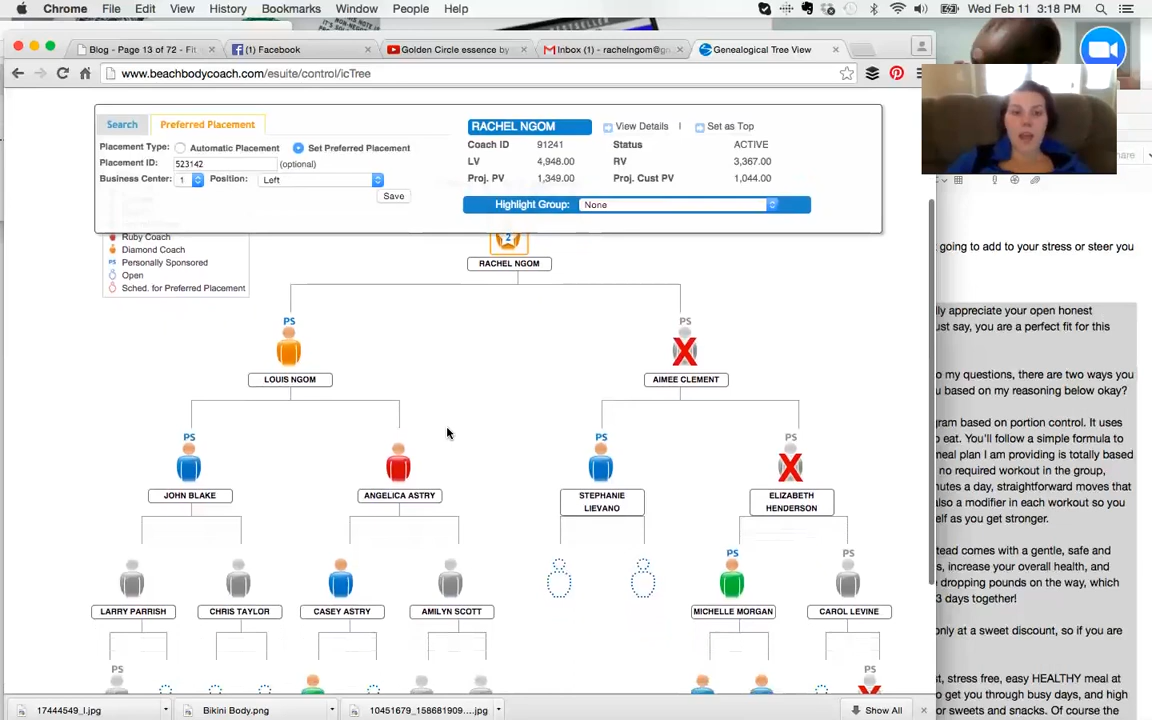 Chrome File Edit View History Bookmarks Window People Help
Wed Feb 11 3:18 PM
Blog - Page 13 of 72 - Fit
(1) Facebook
Golden Circle essence by
Inbox (1) - rachelngom@g
Genealogical Tree View
www.beachbodycoach.com/esuite/control/icTree
Search
Preferred Placement
Placement Type: Automatic Placement Set Preferred Placement
Placement ID: 523142 (optional)
Business Center: 1 Position: Left
Save
RACHEL NGOM View Details | Set as Top
Coach ID 91241 Status ACTIVE
LV 4,948.00 RV 3,367.00
Proj. PV 1,349.00 Proj. Cust PV 1,044.00
Highlight Group: None
Ruby Coach
Diamond Coach
PS Personally Sponsored
Open
Sched. for Preferred Placement
2
RACHEL NGOM
PS PS
LOUIS NGOM AIMEE CLEMENT
PS PS PS
JOHN BLAKE ANGELICA ASTRY STEPHANIE LIEVANO ELIZABETH HENDERSON
PS PS
LARRY PARRISH CHRIS TAYLOR CASEY ASTRY AMILYN SCOTT MICHELLE MORGAN CAROL LEVINE
PS PS
17444549_l.jpg
Bikini Body.png
10451679_158681909....jpg
Show All
going to add to your stress or steer you
appreciate your open honest
ust say, you are a perfect fit for this
o my questions, there are two ways you
u based on my reasoning below okay?
gram based on portion control. It uses
o eat. You'll follow a simple formula to
meal plan I am providing is totally based
no required workout in the group,
nutes a day, straightforward moves that
also a modifier in each workout so you
elf as you get stronger.
tead comes with a gentle, safe and
s, increase your overall health, and
dropping pounds on the way, which
3 days together!
only at a sweet discount, so if you are
st, stress free, easy HEALTHY meal at
o get you through busy days, and high
or sweets and snacks. Of course the